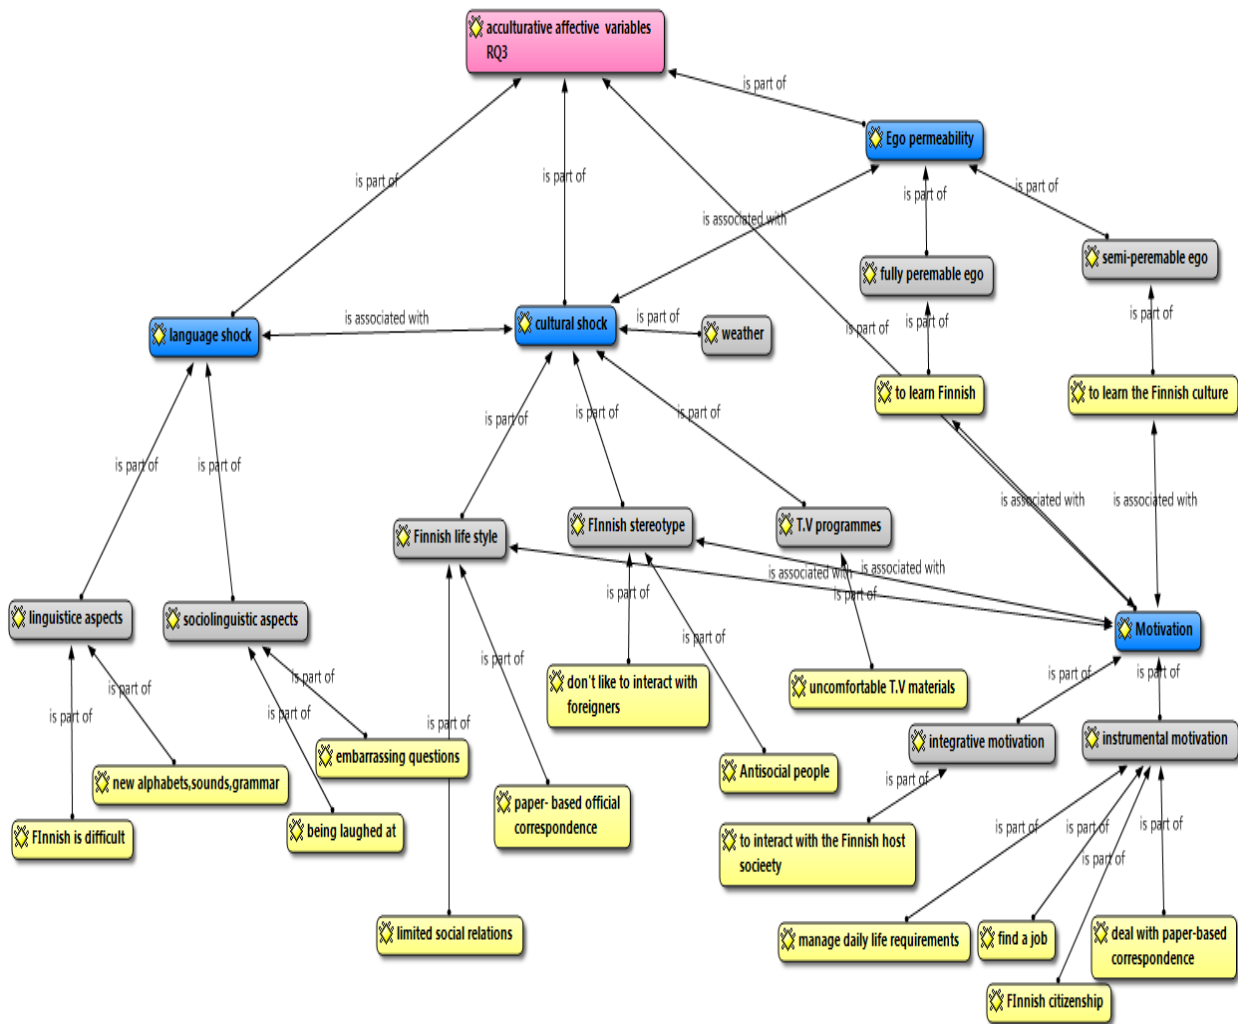 acculturative affective variables
RQ3
is part of
Ego permeability
is part of
is part of
is part of
is part of
is associated with
semi-peremable ego
fully peremable ego
language shock
is associated with
cultural shock
is part of
weather
is part of
is part of
to learn Finnish
to learn the Finnish culture
is part of
is part of
is part of
is part of
is part of
is associated with
is associated with
Finnish life style
FInnish stereotype
T.V programmes
is associated with
is associated with
is part of
is part of
linguistice aspects
sociolinguistic aspects
Motivation
is part of
is part of
is part of
is part of
don't like to interact with
foreigners
uncomfortable T.V materials
is part of
is part of
is part of
is part of
integrative motivation
instrumental motivation
embarrassing questions
Antisocial people
is part of
new alphabets,sounds,grammar
paper- based official
correspondence
FInnish is difficult
being laughed at
to interact with the Finnish host
socieety
is part of
is part of
is part of
is part of
limited social relations
manage daily life requirements
find a job
deal with paper-based
correspondence
FInnish citizenship